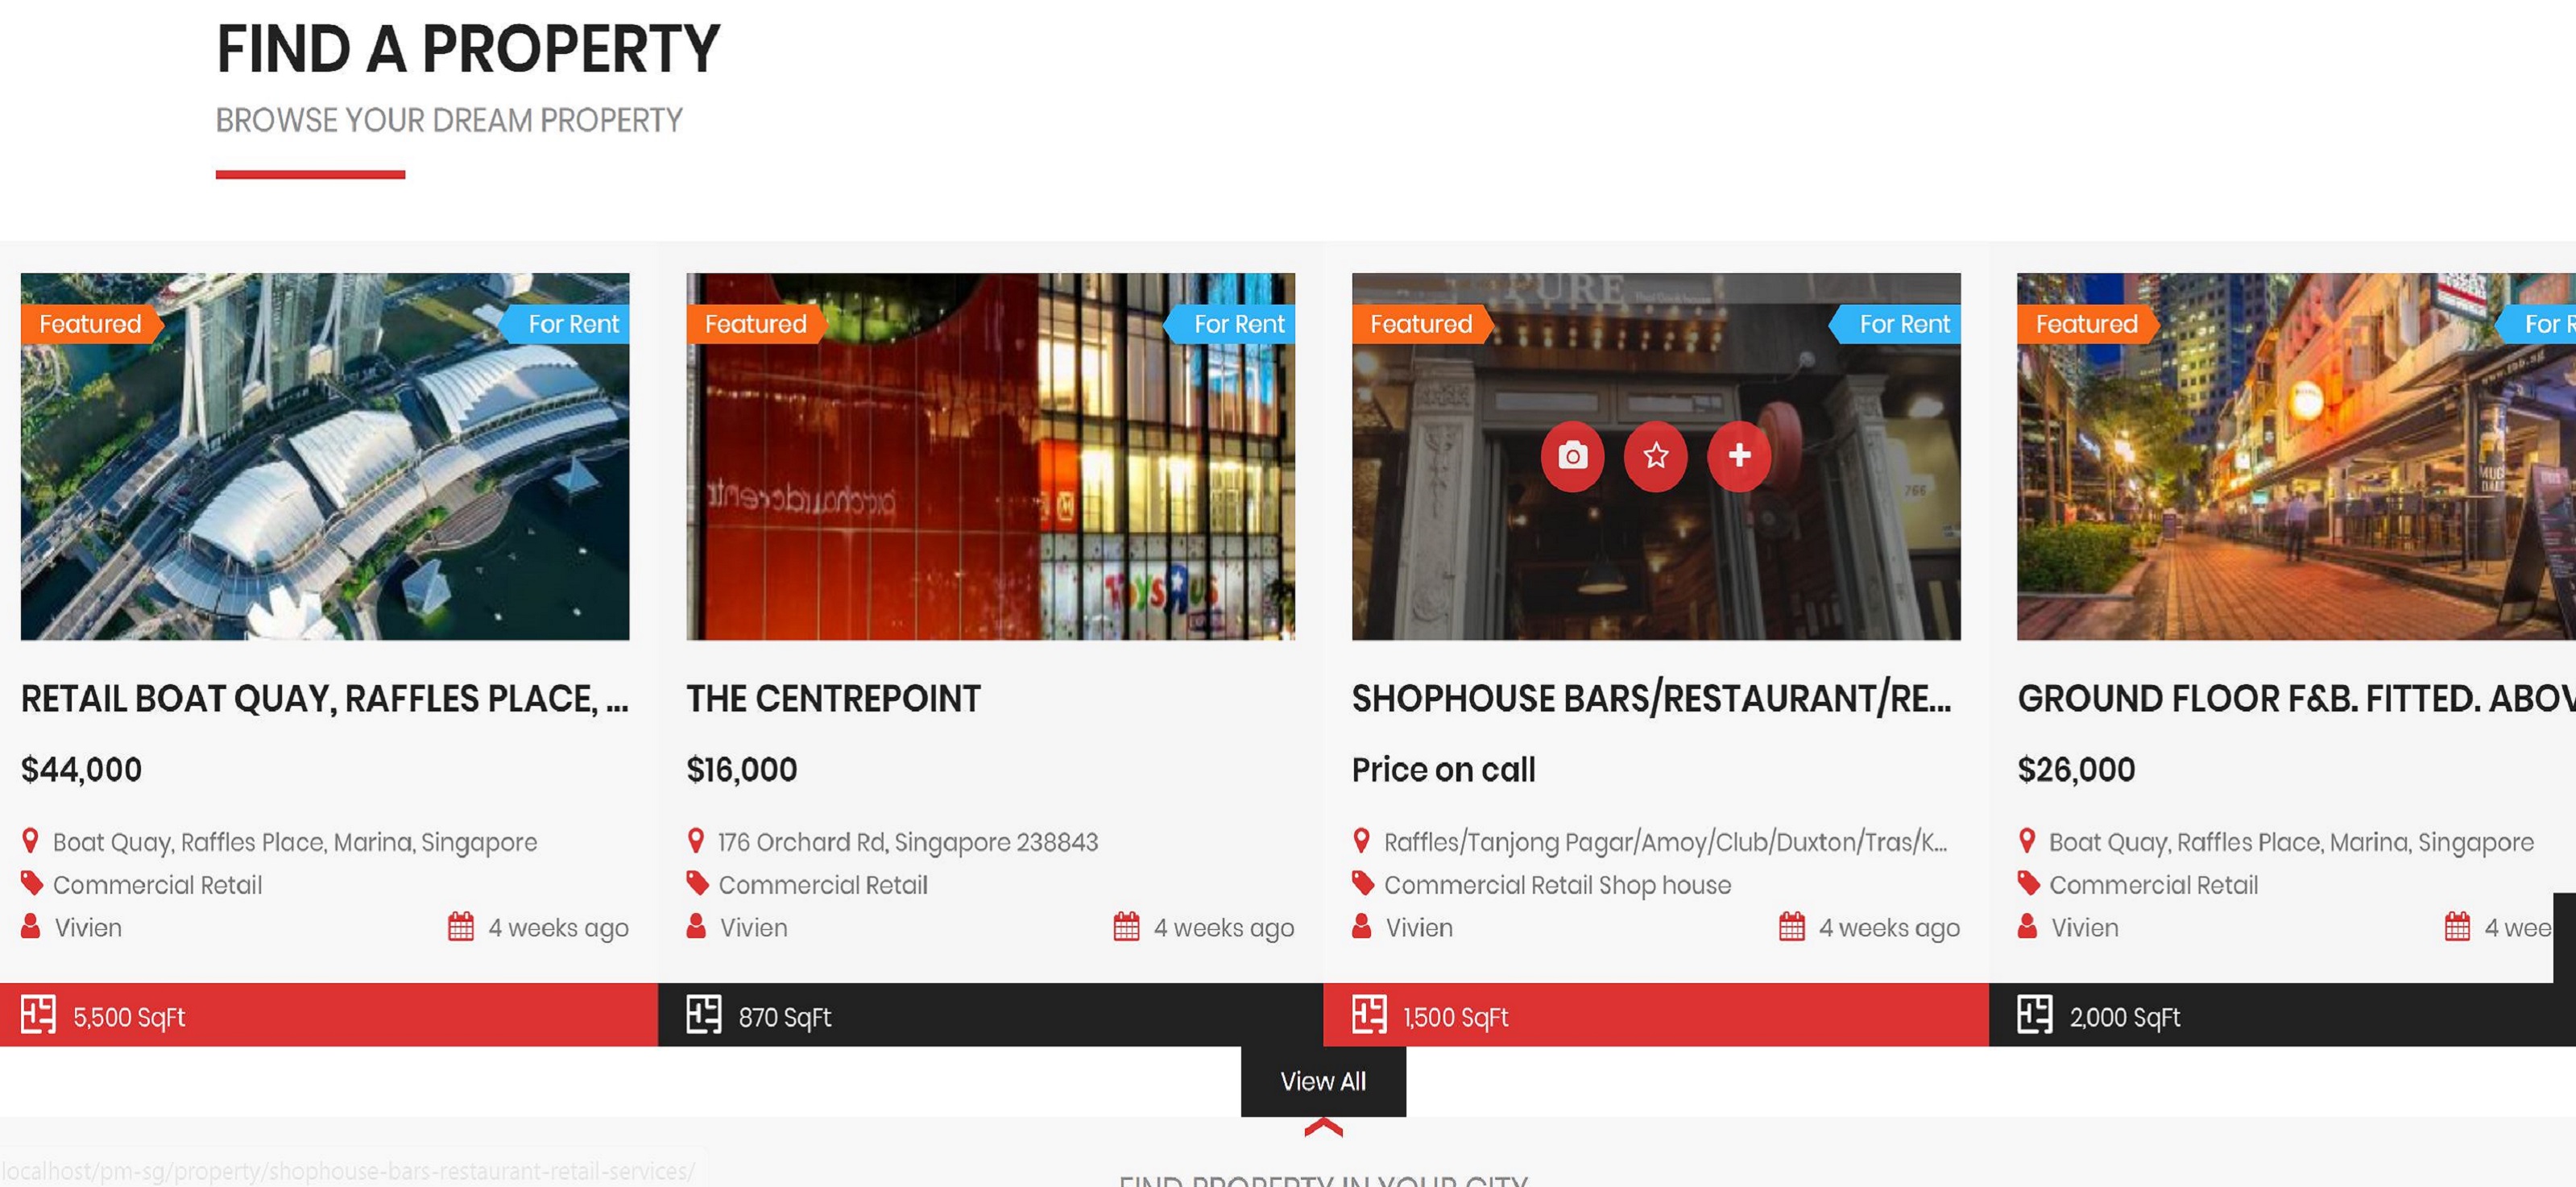 FIND A PROPERTY
BROWSE YOUR DREAM PROPERTY
Featured
For Rent
RETAIL BOAT QUAY, RAFFLES PLACE, ...
$44,000
Boat Quay, Raffles Place, Marina, Singapore
Commercial Retail
Vivien
4 weeks ago
5,500 SqFt
Featured
For Rent
TOYS R US
THE CENTREPOINT
$16,000
176 Orchard Rd, Singapore 238843
Commercial Retail
Vivien
4 weeks ago
870 SqFt
PURE
Featured
For Rent
766
SHOPHOUSE BARS/RESTAURANT/RE...
Price on call
Raffles/Tanjong Pagar/Amoy/Club/Duxton/Tras/K...
Commercial Retail Shop house
Vivien
4 weeks ago
1,500 SqFt
Featured
For R
MUG
GROUND FLOOR F&B. FITTED. ABOV
$26,000
Boat Quay, Raffles Place, Marina, Singapore
Commercial Retail
Vivien
4 wee
2,000 SqFt
View All
localhost/pm-sg/property/shophouse-bars-restaurant-retail-services/
FIND PROPERTY IN YOUR CITY